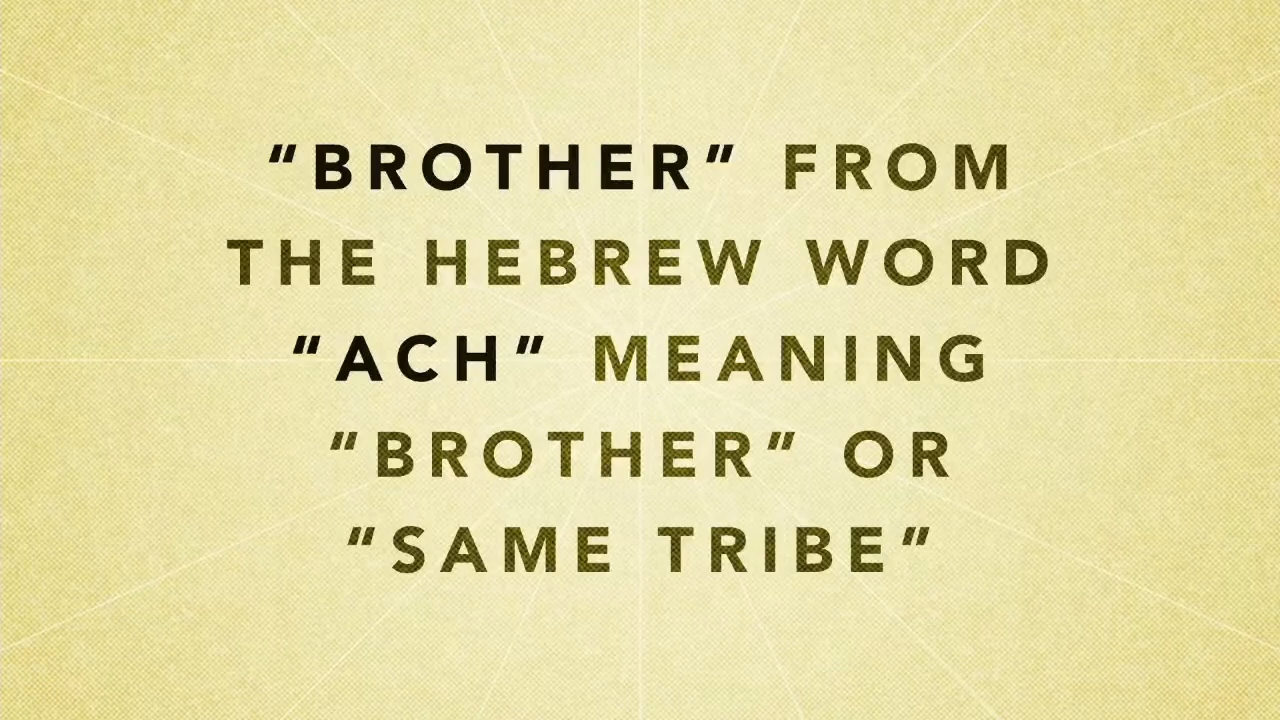 "BROTHER" FROM
THE HEBREW WORD
"ACH" MEANING
"BROTHER" OR
"SAME TRIBE"